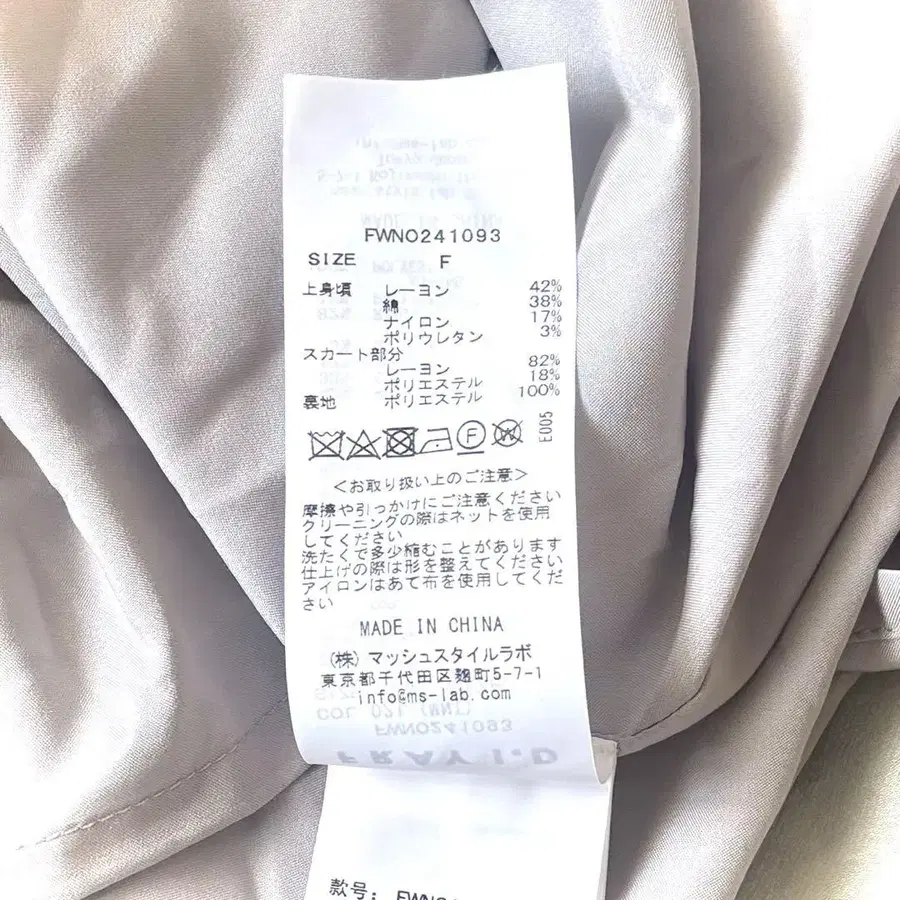 FWNO241093
SIZE F
上身頃 レーヨン 42%
綿 38%
ナイロン 17%
ポリウレタン 3%
スカート部分
レーヨン 82%
ポリエステル 18%
裏地 ポリエステル 100%
F W E005
<お取り扱い上のご注意>
摩擦や引っかけにご注意ください
クリーニングの際はネットを使用
してください
洗たくで多少縮むことがあります
仕上げの際は形を整えてください
アイロンはあて布を使用してくだ
さい
MADE IN CHINA
(株) マッシュスタイルラボ
東京都千代田区麹町5-7-1
info@ms-lab.com
COL 021 (MNT)
FWNO241093
FRAY I.D
款号: